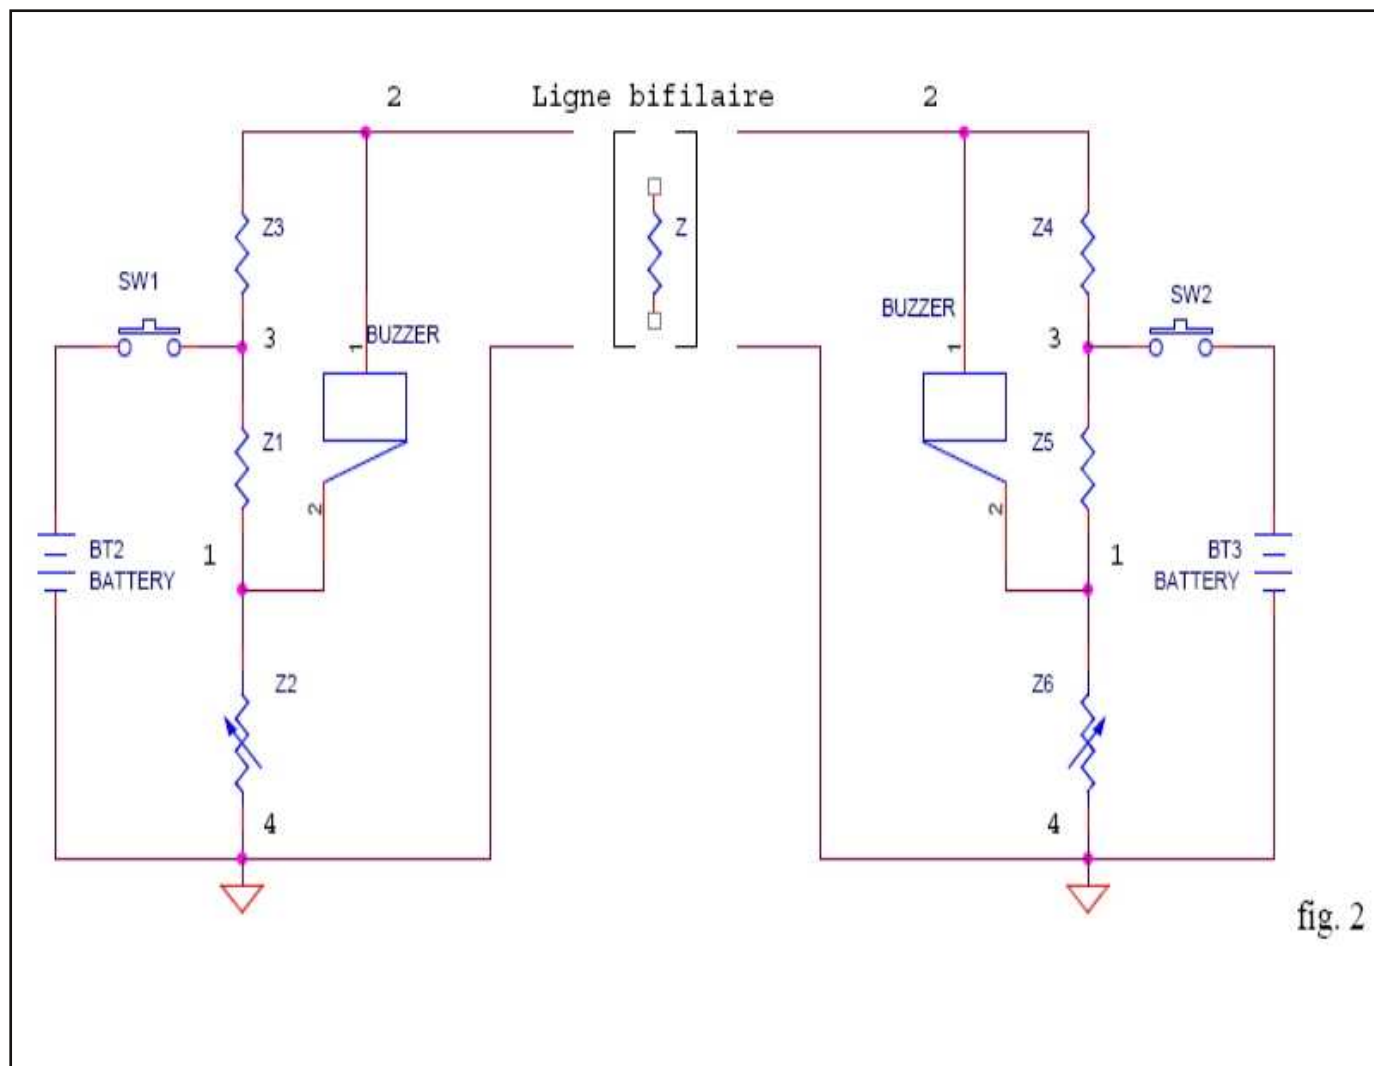 2 Ligne bifilaire 2
Z3 Z Z4
SW1 SW2
BUZZER
3 3
BUZZER
1 1
Z1 Z5
2 2
BT2 1 1 BT3
BATTERY BATTERY
Z2 Z6
4 4
fig. 2